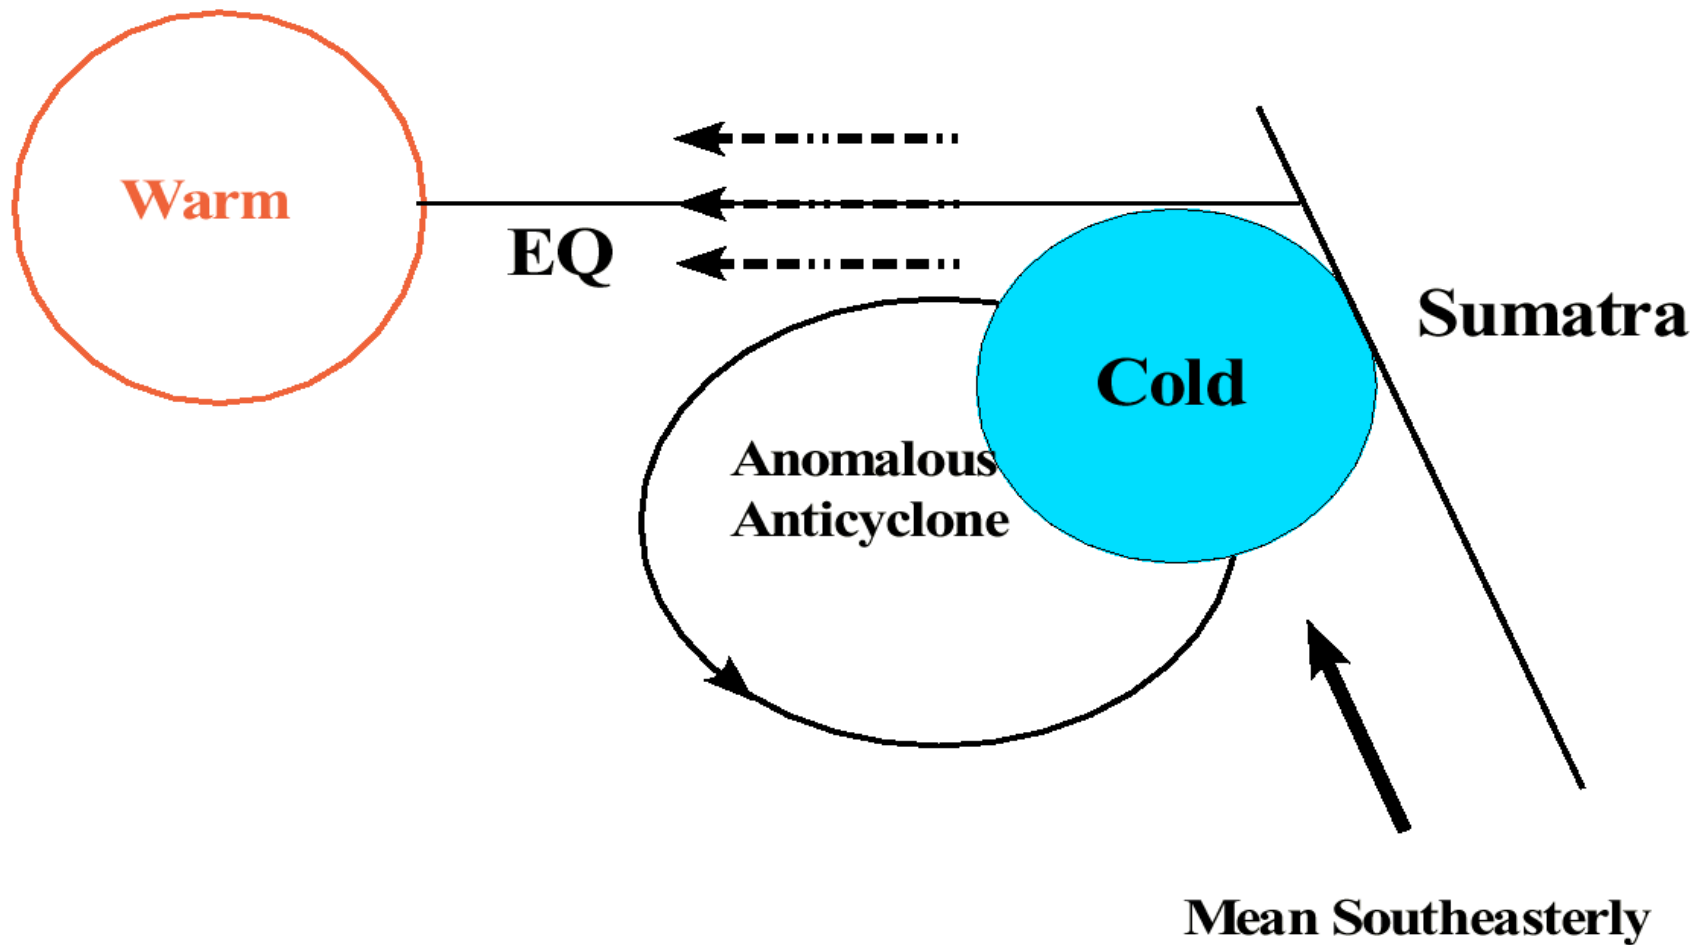 Warm
EQ
Sumatra
Cold
Anomalous
Anticyclone
Mean Southeasterly